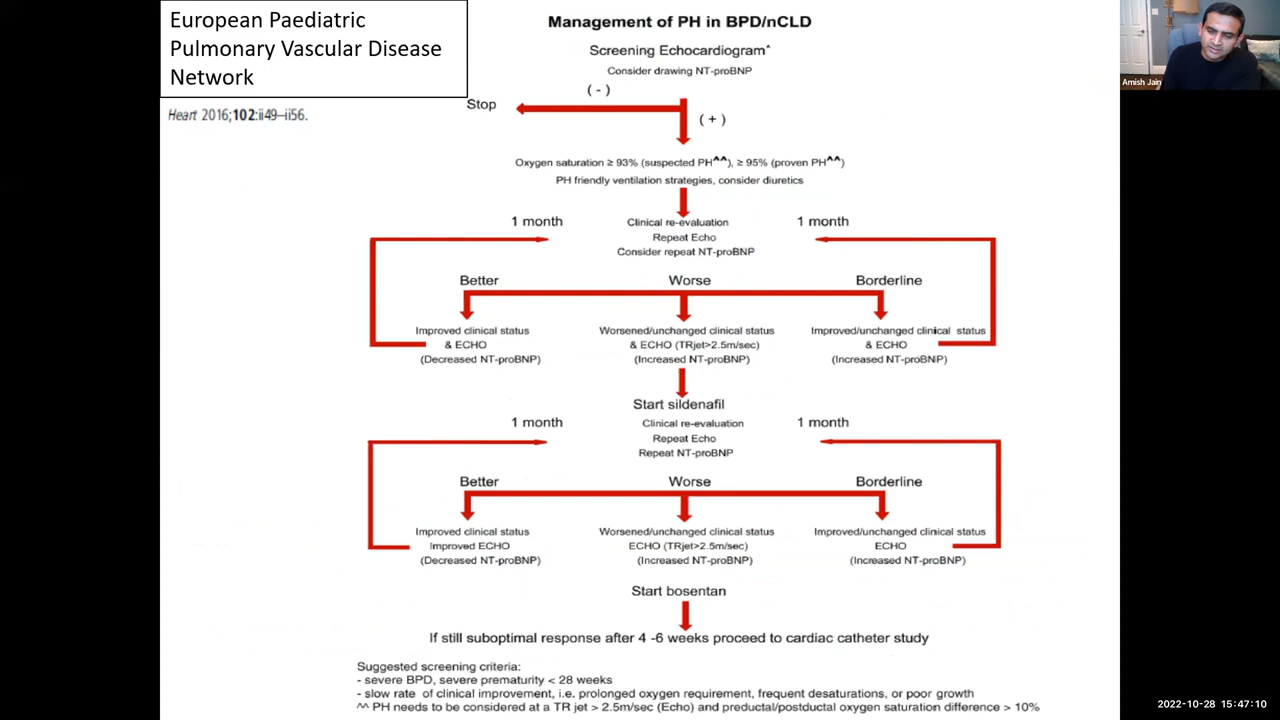 European Paediatric
Pulmonary Vascular Disease
Network
Heart 2016;102:ii49–ii56.
Management of PH in BPD/nCLD
Screening Echocardiogram^
Consider drawing NT-proBNP
( - )
Stop
( + )
Oxygen saturation ≥ 93% (suspected PH^^), ≥ 95% (proven PH^^)
PH friendly ventilation strategies, consider diuretics
1 month Clinical re-evaluation 1 month
Repeat Echo
Consider repeat NT-proBNP
Better Worse Borderline
Improved clinical status Worsened/unchanged clinical status Improved/unchanged clinical status
& ECHO & ECHO (TRjet>2.5m/sec) & ECHO
(Decreased NT-proBNP) (Increased NT-proBNP) (Increased NT-proBNP)
Start sildenafil
1 month Clinical re-evaluation 1 month
Repeat Echo
Repeat NT-proBNP
Better Worse Borderline
Improved clinical status Worsened/unchanged clinical status Improved/unchanged clinical status
Improved ECHO ECHO (TRjet>2.5m/sec) ECHO
(Decreased NT-proBNP) (Increased NT-proBNP) (Increased NT-proBNP)
Start bosentan
If still suboptimal response after 4 -6 weeks proceed to cardiac catheter study
Suggested screening criteria:
- severe BPD, severe prematurity < 28 weeks
- slow rate of clinical improvement, i.e. prolonged oxygen requirement, frequent desaturations, or poor growth
^^ PH needs to be considered at a TR jet > 2.5m/sec (Echo) and preductal/postductal oxygen saturation difference > 10%
Amish Jain
2022-10-28 15:47:10